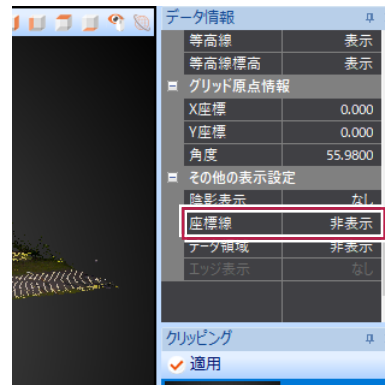 データ情報
等高線 表示
等高線標高 表示
グリッド原点情報
X座標 0.000
Y座標 0.000
角度 55.9800
その他の表示設定
陰影表示 なし
座標線 非表示
データ領域 非表示
エッジ表示 なし
クリッピング
適用